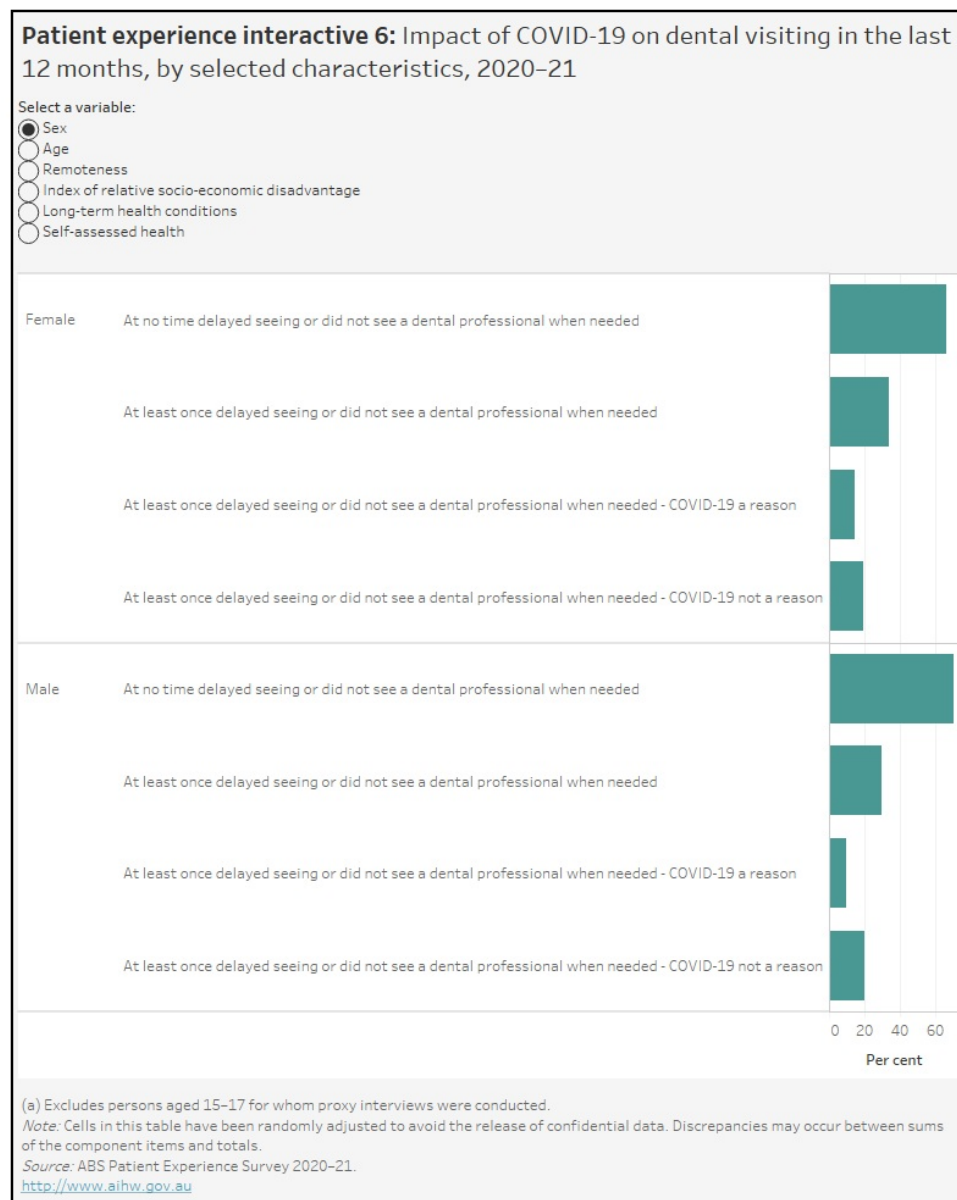 Patient experience interactive 6: Impact of COVID-19 on dental visiting in the last
12 months, by selected characteristics, 2020–21
Select a variable:
Sex
Age
Remoteness
Index of relative socio-economic disadvantage
Long-term health conditions
Self-assessed health
Female At no time delayed seeing or did not see a dental professional when needed
At least once delayed seeing or did not see a dental professional when needed
At least once delayed seeing or did not see a dental professional when needed - COVID-19 a reason
At least once delayed seeing or did not see a dental professional when needed - COVID-19 not a reason
Male At no time delayed seeing or did not see a dental professional when needed
At least once delayed seeing or did not see a dental professional when needed
At least once delayed seeing or did not see a dental professional when needed - COVID-19 a reason
At least once delayed seeing or did not see a dental professional when needed - COVID-19 not a reason
0 20 40 60
Per cent
(a) Excludes persons aged 15–17 for whom proxy interviews were conducted.
Note: Cells in this table have been randomly adjusted to avoid the release of confidential data. Discrepancies may occur between sums
of the component items and totals.
Source: ABS Patient Experience Survey 2020–21.
http://www.aihw.gov.au